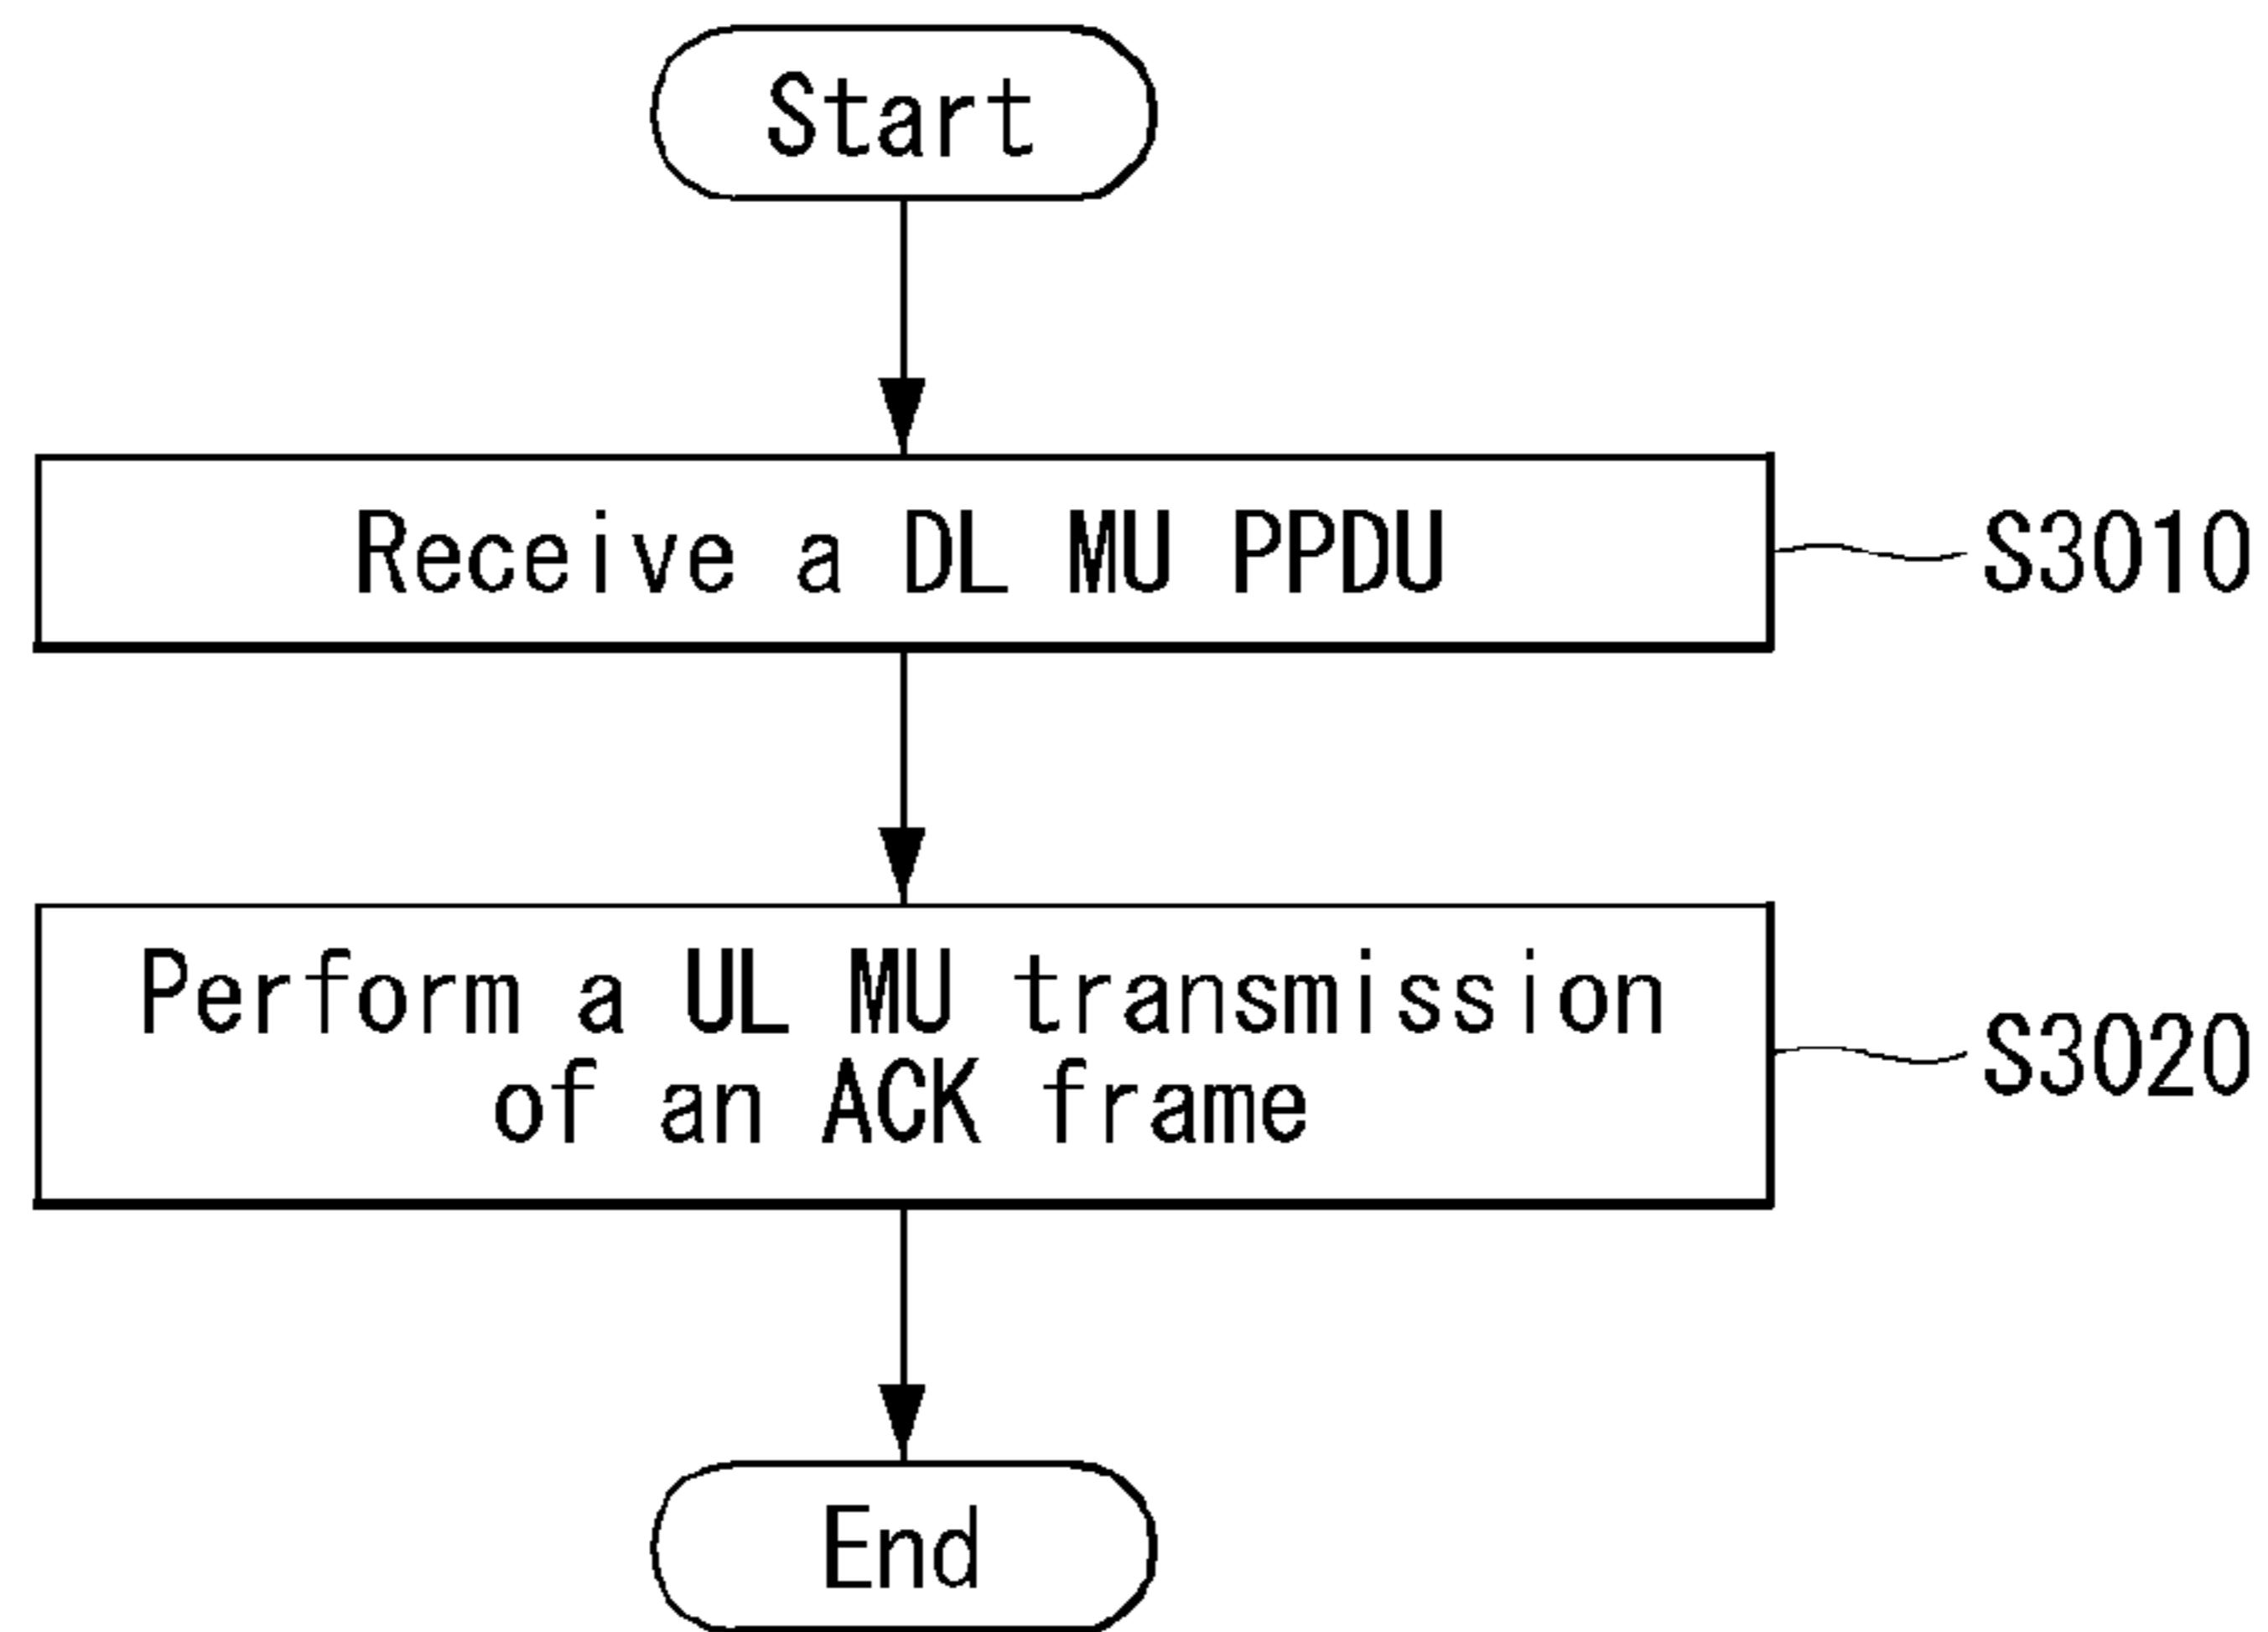 Start
Receive a DL MU PPDU
S3010
Perform a UL MU transmission
of an ACK frame
S3020
End